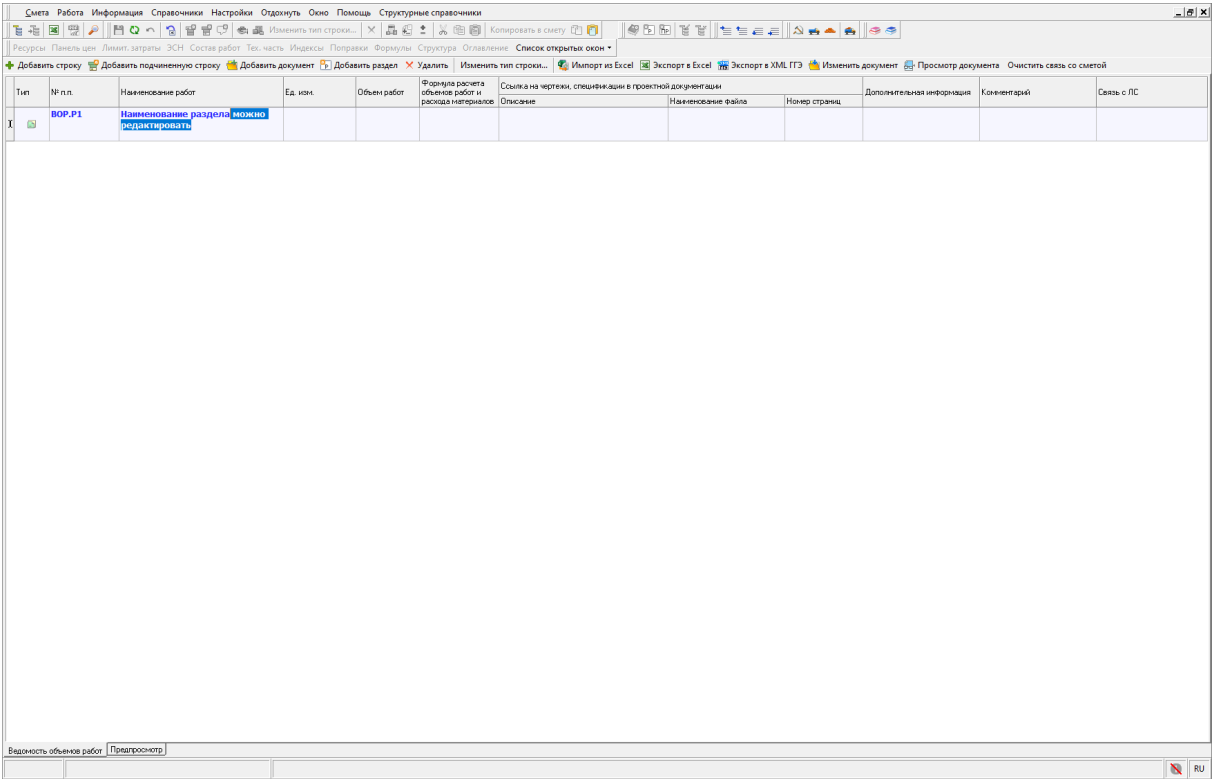 Смета Работа Информация Справочники Настройки Отдохнуть Окно Помощь Структурные справочники
Изменить тип строки... Копировать в смету
Ресурсы Панель цен Лимит. затраты ЭСН Состав работ Тех. часть Индексы Поправки Формулы Структура Оглавление Список открытых окон
Добавить строку Добавить подчиненную строку Добавить документ Добавить раздел Удалить Изменить тип строки... Импорт из Excel Экспорт в Excel Экспорт в XML ГГЭ Изменить документ Просмотр документа Очистить связь со сметой
Тип № п.п. Наименование работ Ед. изм. Объем работ Формула расчета объемов работ и расхода материалов Ссылка на чертежи, спецификации в проектной документации Дополнительная информация Комментарий Связь с ЛС
Описание Наименование файла Номер страниц
ВОР.Р1 Наименование раздела можно
редактировать
Ведомость объемов работ Предпросмотр
RU